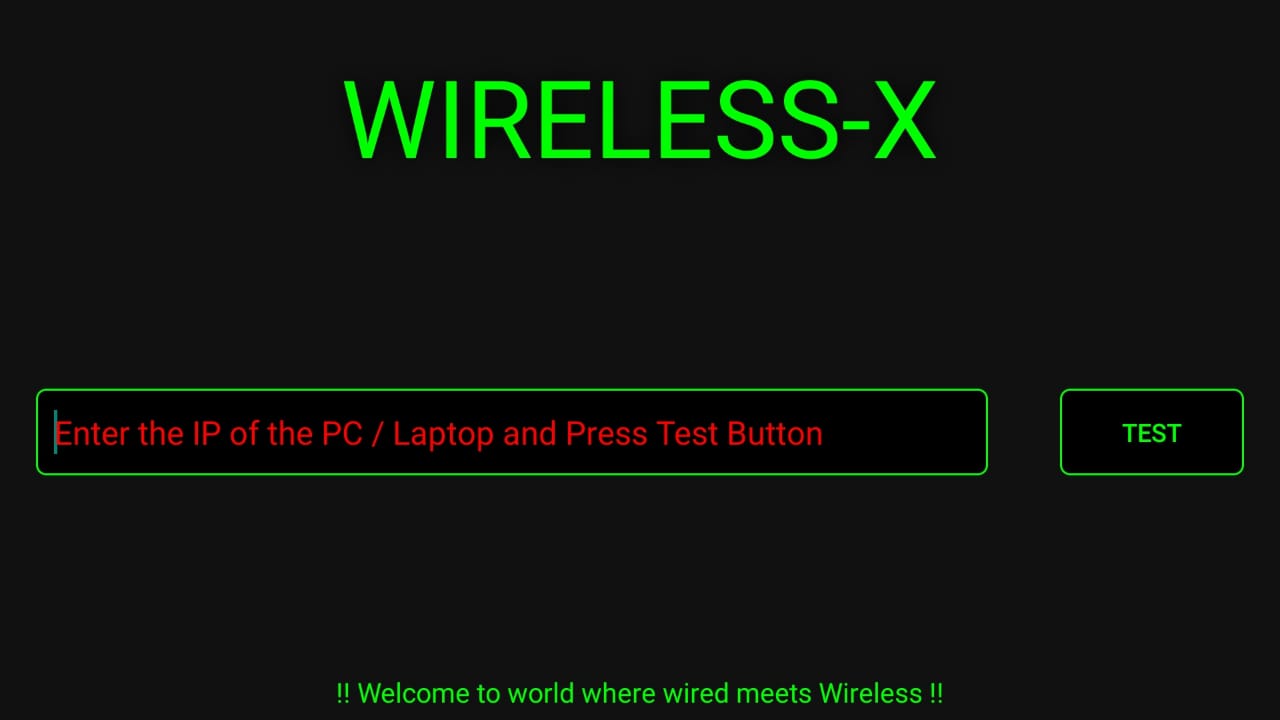 WIRELESS-X
Enter the IP of the PC / Laptop and Press Test Button
TEST
!! Welcome to world where wired meets Wireless !!